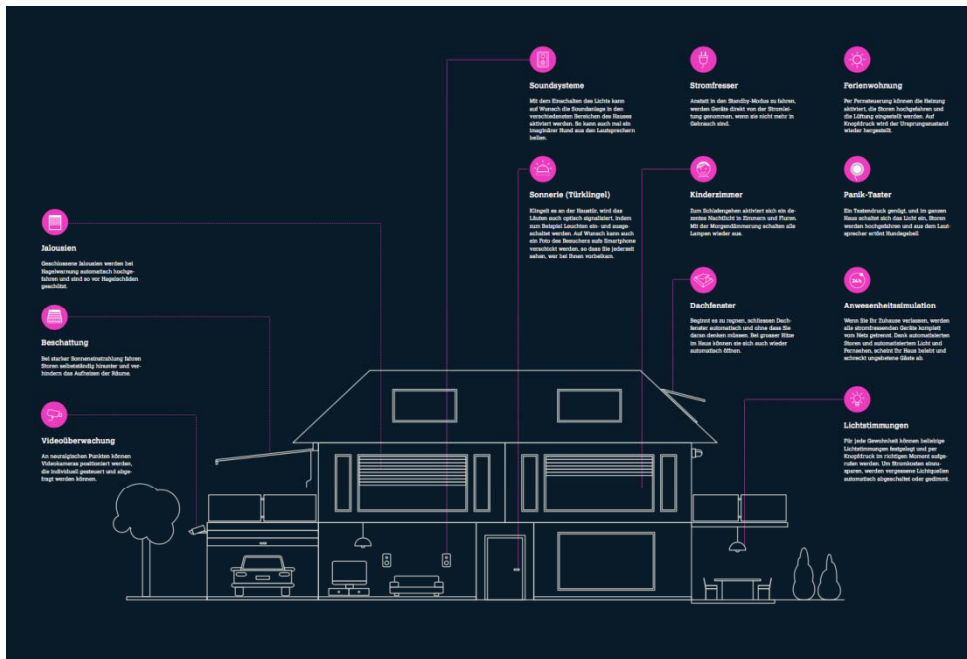 Soundsysteme
Mit dem Einschalten des Lichts kann
auf Wunsch die Soundanlage in den
verschiedensten Bereichen des Hauses
aktiviert werden. So kann auch mal ein
imaginärer Hund aus den Lautsprechern
bellen.
Stromfresser
Anstatt in den Standby-Modus zu fahren,
werden Geräte direkt von der Stromlei-
tung genommen, wenn sie nicht mehr in
Gebrauch sind.
Ferienwohnung
Per Fernsteuerung können die Heizung
aktiviert, die Storen hochgefahren und
die Lüftung eingestellt werden. Auf
Knopfdruck wird der Ursprungszustand
wieder hergestellt.
Sonnerie (Türklingel)
Klingelt es an der Haustür, wird das
Läuten auch optisch signalisiert, indem
zum Beispiel Leuchten ein- und ausge-
schaltet werden. Auf Wunsch kann auch
ein Foto des Besuchers aufs Smartphone
verschickt werden, so dass Sie jederzeit
sehen, wer bei Ihnen vorbeikam.
Kinderzimmer
Zum Schlafengehen aktiviert sich ein de-
zentes Nachtlicht in Zimmern und Fluren.
Mit der Morgendämmerung schalten alle
Lampen wieder aus.
Panik-Taster
Ein Tastendruck genügt, und im ganzen
Haus schaltet sich das Licht ein, Storen
werden hochgefahren und aus dem Laut-
sprecher ertönt Hundegebell
Jalousien
Geschlossene Jalousien werden bei
Hagelwarnung automatisch hochge-
fahren und sind so vor Hagelschäden
geschützt.
Dachfenster
Beginnt es zu regnen, schliessen Dach-
fenster automatisch und ohne dass Sie
daran denken müssen. Bei grosser Hitze
im Haus können sie sich auch wieder
automatisch öffnen.
24h
Anwesenheitssimulation
Wenn Sie Ihr Zuhause verlassen, werden
alle stromfressenden Geräte komplett
vom Netz getrennt. Dank automatisierten
Storen und automatisiertem Licht und
Fernsehen, scheint Ihr Haus belebt und
schreckt ungebetene Gäste ab.
Beschattung
Bei starker Sonneneinstrahlung fahren
Storen selbstständig hinunter und ver-
hindern das Aufheizen der Räume.
Videoüberwachung
An neuralgischen Punkten können
Videokameras positioniert werden,
die individuell gesteuert und abge-
fragt werden können.
Lichtstimmungen
Für jede Gewohnheit können beliebige
Lichtstimmungen festgelegt und per
Knopfdruck im richtigen Moment aufge-
rufen werden. Um Stromkosten einzu-
sparen, werden vergessene Lichtquellen
automatisch abgeschaltet oder gedimmt.